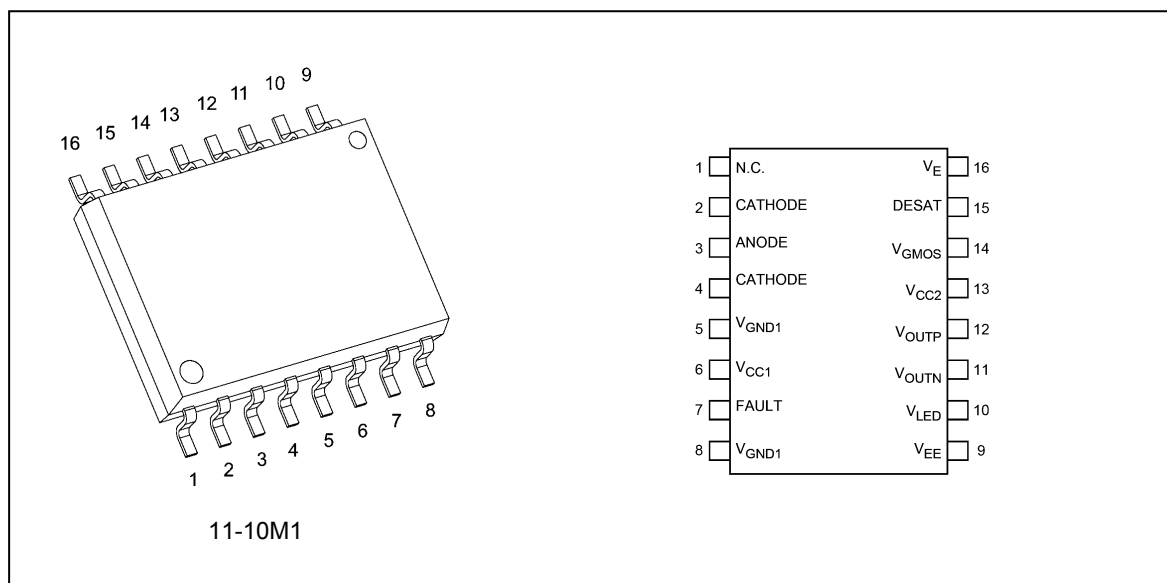 16 15 14 13 12 11 10 9
1 2 3 4 5 6 7 8
11-10M1
1 N.C. VE 16
2 CATHODE DESAT 15
3 ANODE VGMOS 14
4 CATHODE VCC2 13
5 VGND1 VOUTP 12
6 VCC1 VOUTN 11
7 FAULT VLED 10
8 VGND1 VEE 9